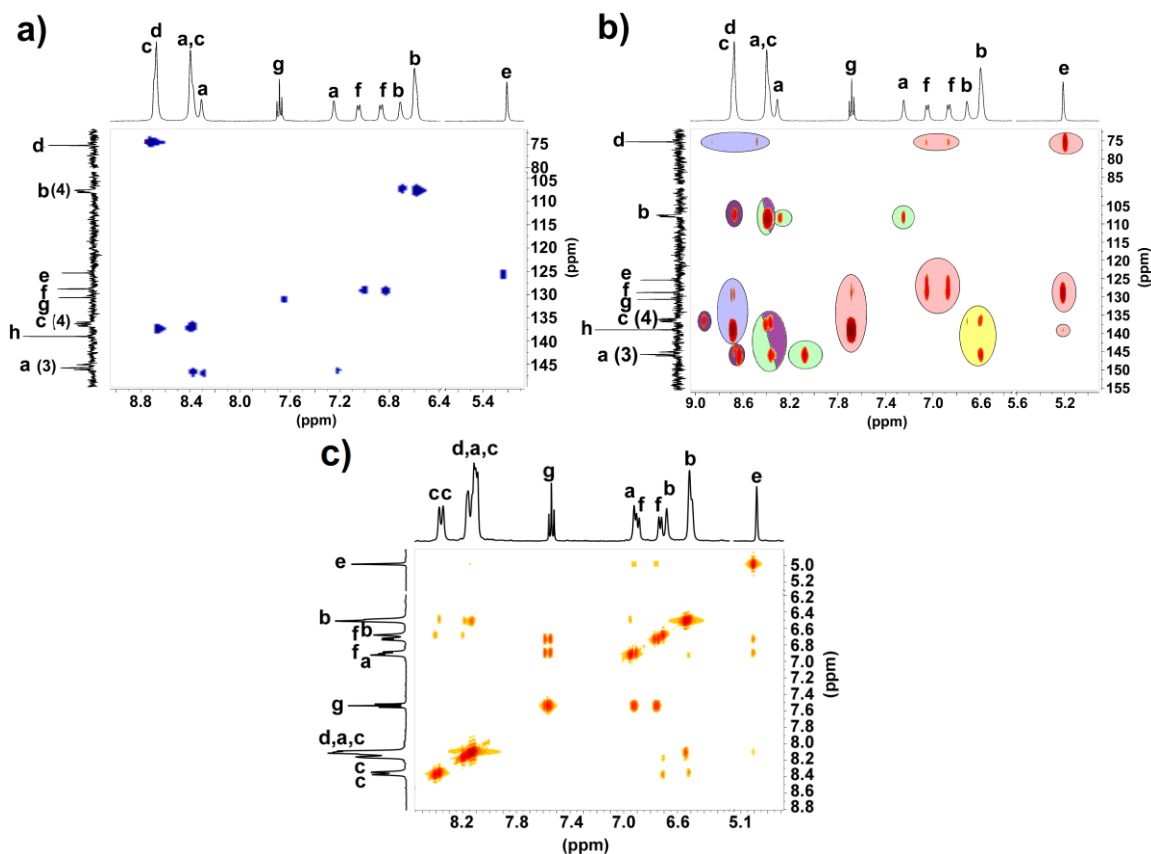 a)
d
c
a,c
a
g
a
f
f
b
b
e
d
b (4)
e
f
g
c (4)
h
a (3)
75
80
105
110
115
120
125
130
135
140
145
(ppm)
8.8 8.4 8.0 7.6 7.2 6.8 6.4 5.2
(ppm)
b)
d
c
a,c
a
g
a
f
f
b
b
e
d
b
e
f
g
c (4)
h
a (3)
75
80
85
105
110
115
120
125
130
135
140
145
150
155
(ppm)
9.0 8.6 8.2 7.8 7.4 7.0 6.6 5.6 5.2
(ppm)
c)
cc
d,a,c
g
a
f
f
b
b
e
e
b
f b
f
a
g
d,a,c
c
c
5.0
5.2
6.2
6.4
6.6
6.8
7.0
7.2
7.4
7.6
7.8
8.0
8.2
8.4
8.6
8.8
(ppm)
8.2 7.8 7.4 7.0 6.6 5.1
(ppm)